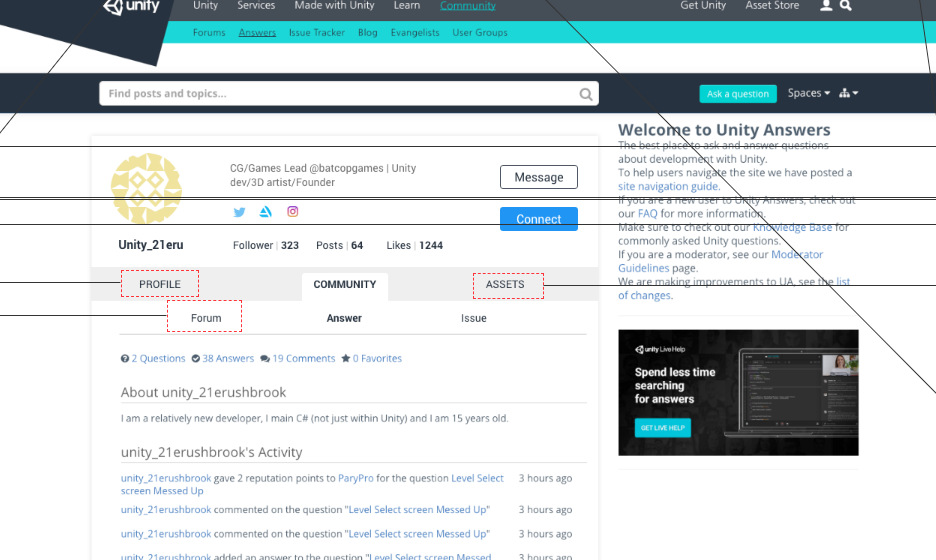 unity
Unity Services Made with Unity Learn Community Get Unity Asset Store
Forums Answers Issue Tracker Blog Evangelists User Groups
Find posts and topics...
Ask a question Spaces
CG/Games Lead @batcopgames | Unity
dev/3D artist/Founder
Message
Connect
Unity_21eru Follower | 323 Posts | 64 Likes | 1244
PROFILE COMMUNITY ASSETS
Forum Answer Issue
2 Questions 38 Answers 19 Comments 0 Favorites
About unity_21erushbrook
I am a relatively new developer, I main C# (not just within Unity) and I am 15 years old.
unity_21erushbrook's Activity
unity_21erushbrook gave 2 reputation points to ParyPro for the question Level Select 3 hours ago
screen Messed Up
unity_21erushbrook commented on the question "Level Select screen Messed Up" 3 hours ago
unity_21erushbrook commented on the question "Level Select screen Messed Up" 3 hours ago
unity_21erushbrook added an answer to the question "Level Select screen Messed 3 hours ago
Welcome to Unity Answers
The best place to ask and answer questions
about development with Unity.
To help users navigate the site we have posted a
site navigation guide.
If you are a new user to Unity Answers, check out
our FAQ for more information.
Make sure to check out our Knowledge Base for
commonly asked Unity questions.
If you are a moderator, see our Moderator
Guidelines page.
We are making improvements to UA, see the list
of changes.
unity Live Help
Spend less time
searching
for answers
GET LIVE HELP